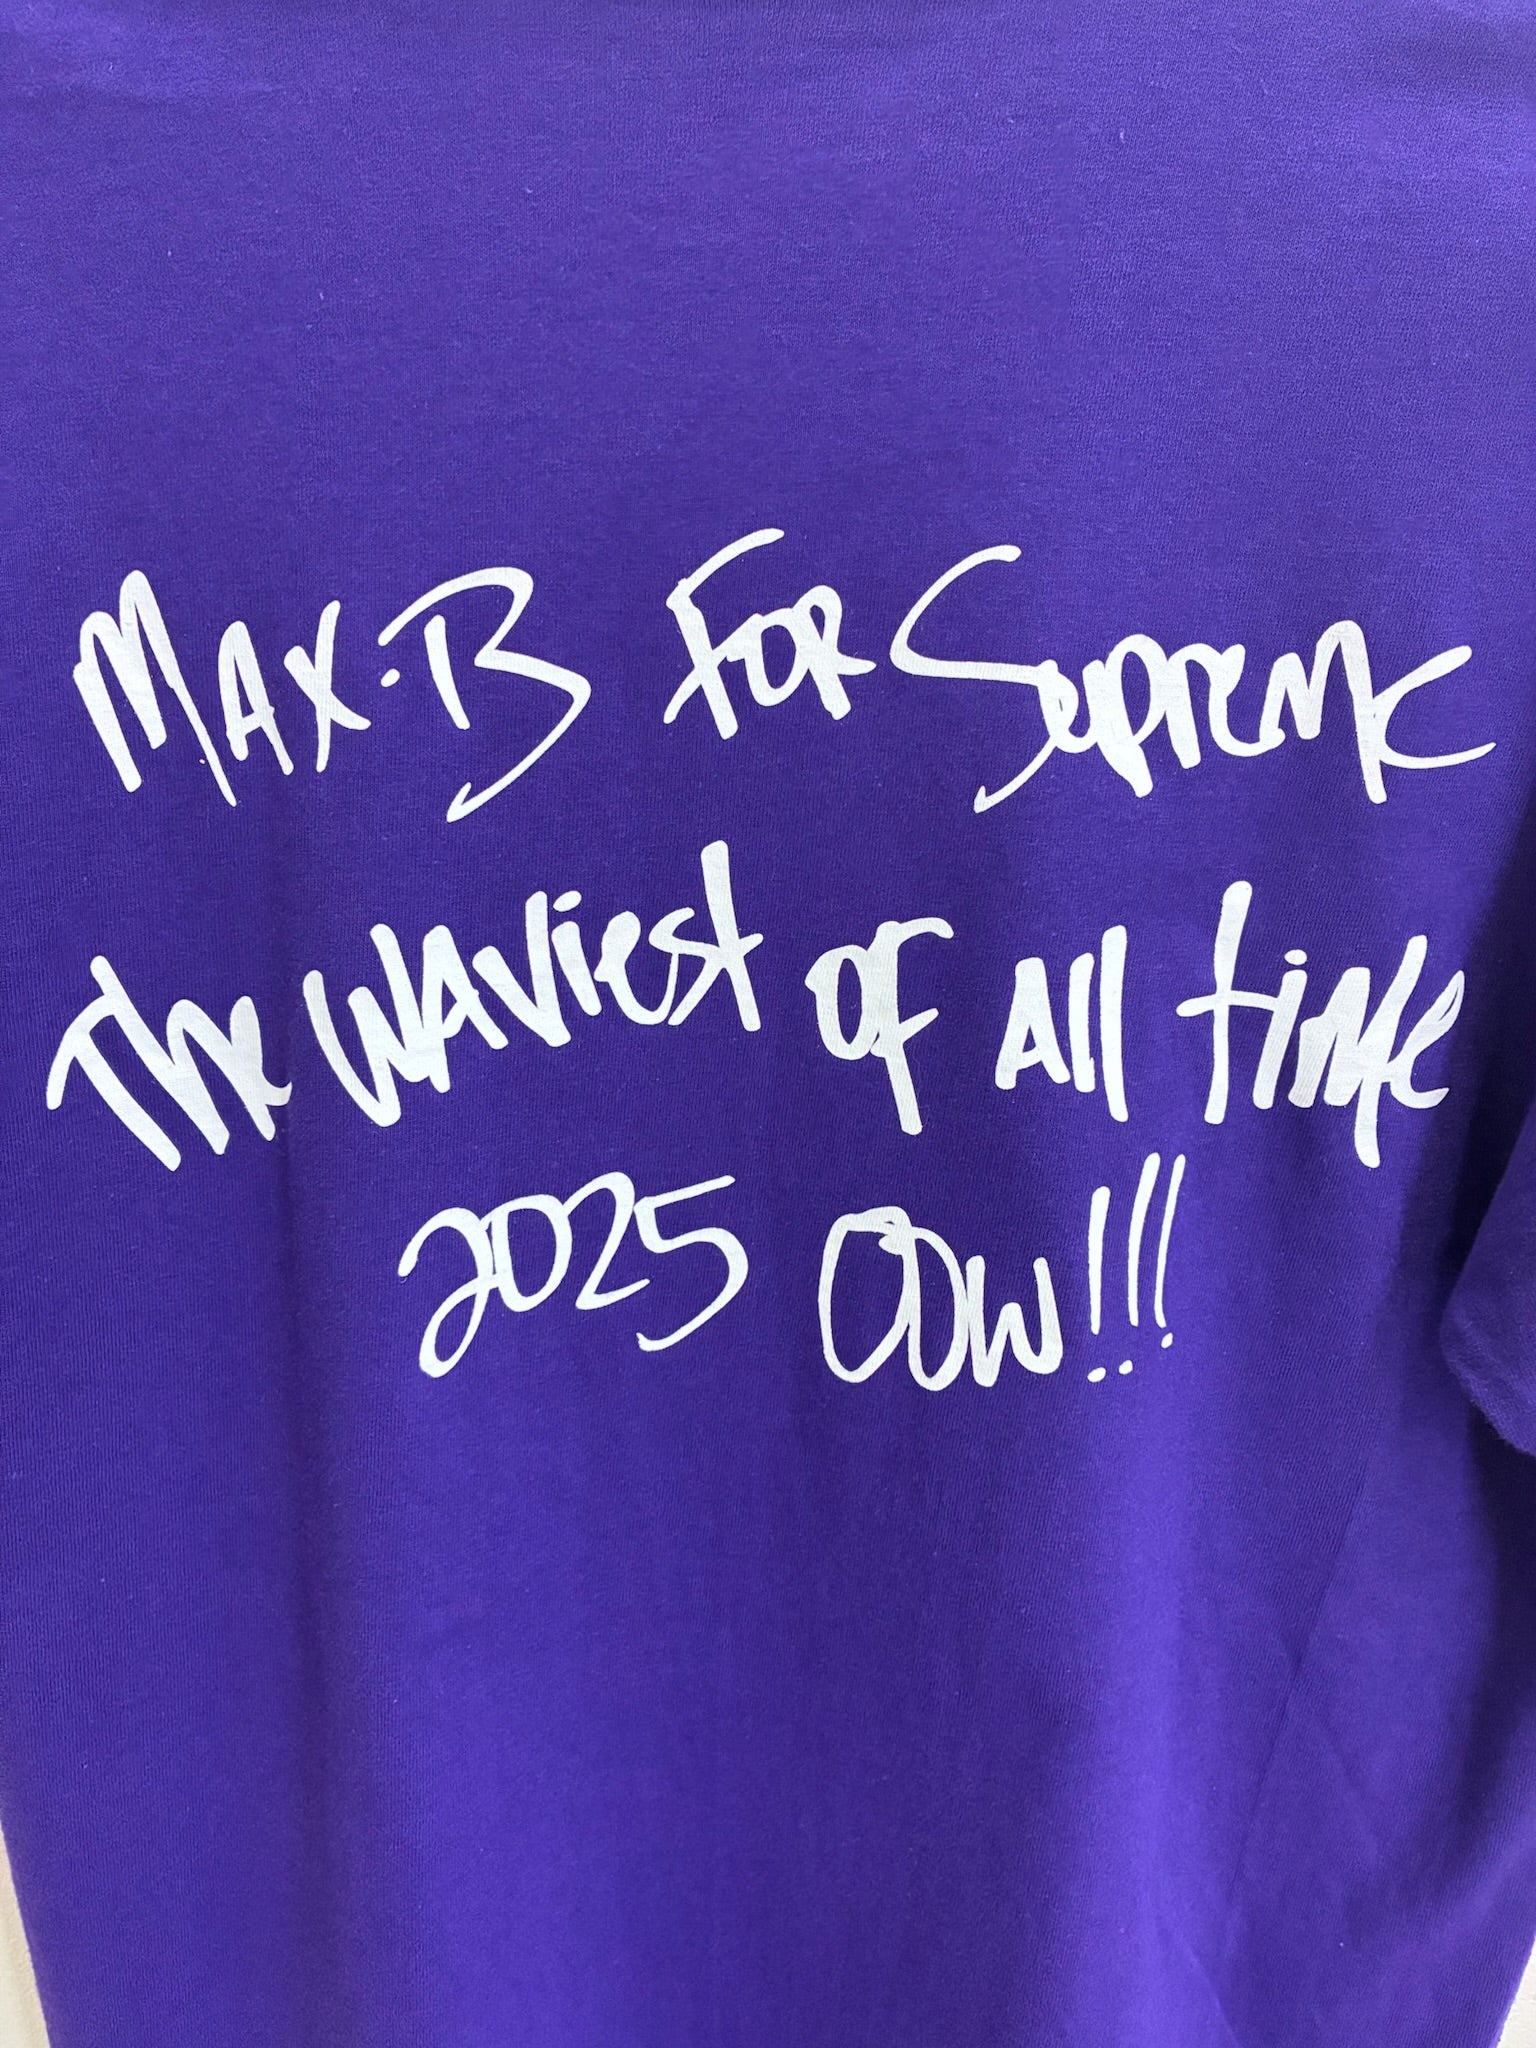 MAX.B FOR Supreme
The WAViest OF All time
2025 OOW!!!